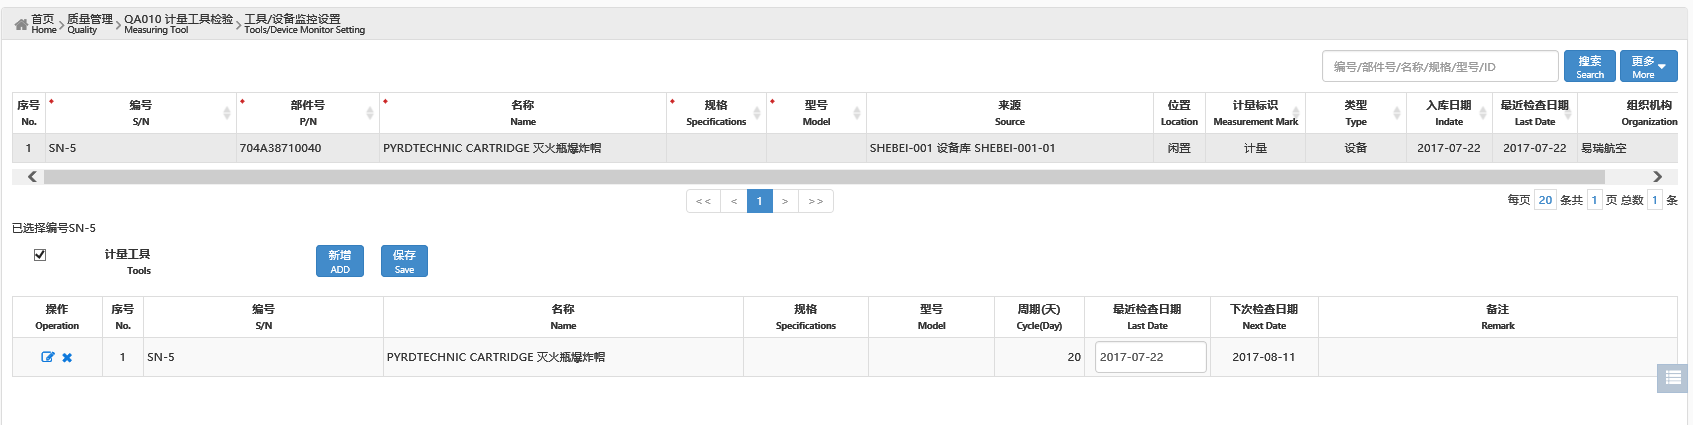 首页 质量管理 QA010 计量工具检验 工具/设备监控设置
Home Quality Measuring Tool Tools/Device Monitor Setting
编号/部件号/名称/规格/型号/ID 搜索 更多
Search More
序号 * 编号 * 部件号 * 名称 * 规格 * 型号 来源 位置 计量标识 类型 入库日期 最近检查日期 组织机构
No. S/N P/N Name Specifications Model Source Location Measurement Mark Type Indate Last Date Organization
1 SN-5 704A38710040 PYRDTECHNIC CARTRIDGE 灭火瓶爆炸帽 SHEBEI-001 设备库 SHEBEI-001-01 闲置 计量 设备 2017-07-22 2017-07-22 易瑞航空
<< < 1 > >> 每页 20 条共 1 页 总数 1 条
已选择编号SN-5
计量工具 新增 保存
Tools ADD Save
操作 序号 编号 名称 规格 型号 周期(天) 最近检查日期 下次检查日期 备注
Operation No. S/N Name Specifications Model Cycle(Day) Last Date Next Date Remark
1 SN-5 PYRDTECHNIC CARTRIDGE 灭火瓶爆炸帽 20 2017-07-22 2017-08-11